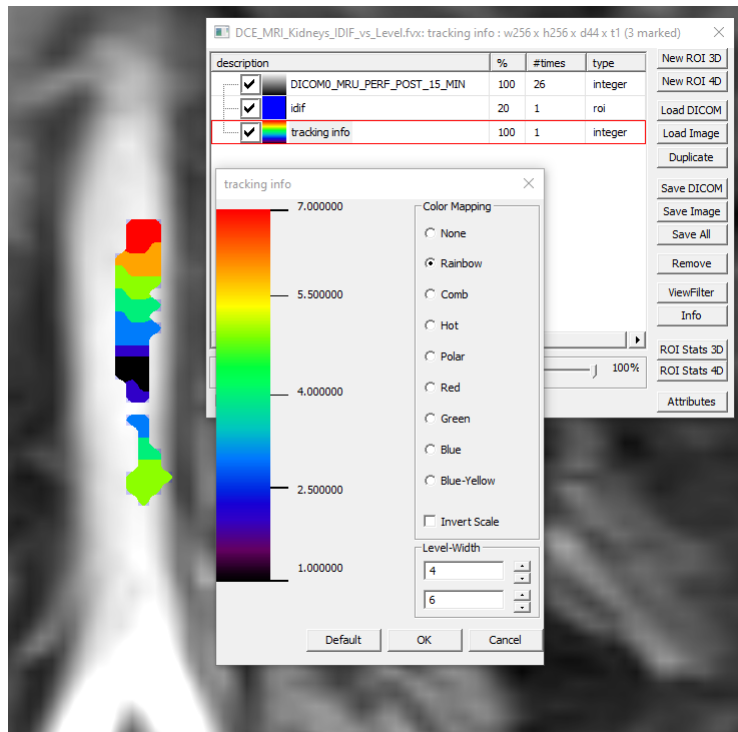 DCE_MRI_Kidneys_IDIF_vs_Level.fvx: tracking info : w256 x h256 x d44 x t1 (3 marked)
description % #times type
DICOM0_MRU_PERF_POST_15_MIN 100 26 integer
idif 20 1 roi
tracking info 100 1 integer
New ROI 3D
New ROI 4D
Load DICOM
Load Image
Duplicate
Save DICOM
Save Image
Save All
Remove
ViewFilter
Info
ROI Stats 3D
ROI Stats 4D
Attributes
100%
tracking info
7.000000
5.500000
4.000000
2.500000
1.000000
Color Mapping
None
Rainbow
Comb
Hot
Polar
Red
Green
Blue
Blue-Yellow
Invert Scale
Level-Width
4
6
Default OK Cancel